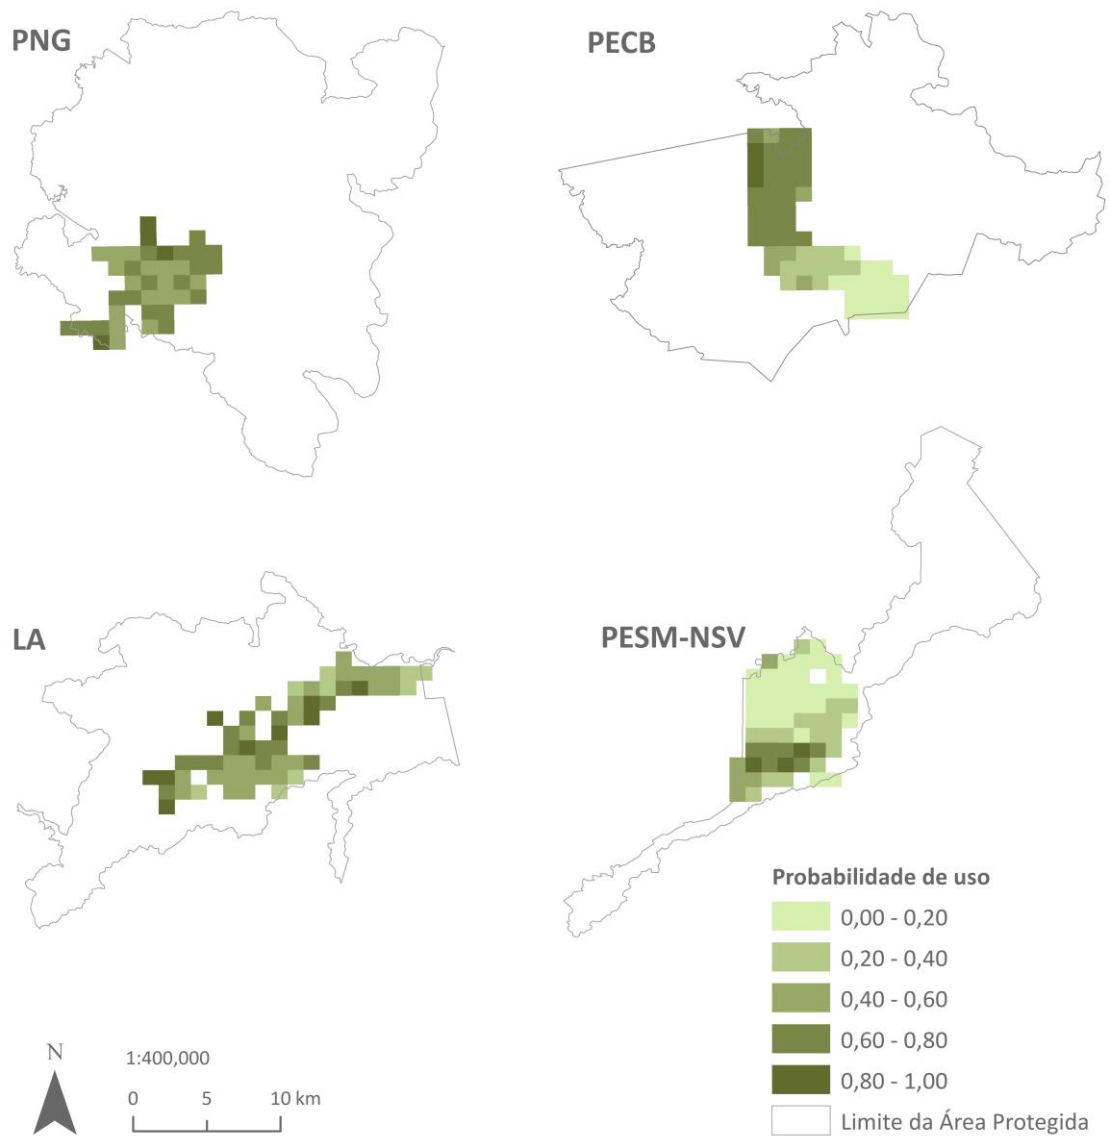 PNG
PECB
LA
PESM-NSV
Probabilidade de uso
0,00 - 0,20
0,20 - 0,40
0,40 - 0,60
0,60 - 0,80
0,80 - 1,00
Limite da Área Protegida
N
1:400,000
0 5 10 km